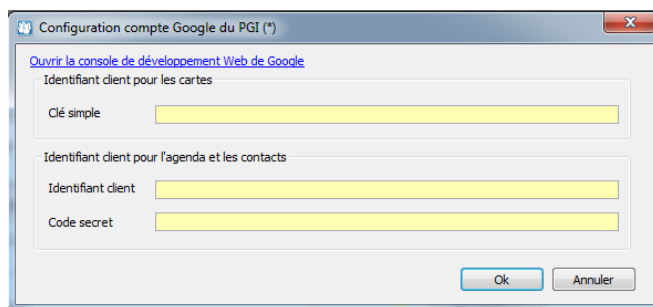 Configuration compte Google du PGI (*)
Ouvrir la console de développement Web de Google
Identifiant client pour les cartes
Clé simple
Identifiant client pour l'agenda et les contacts
Identifiant client
Code secret
Ok Annuler